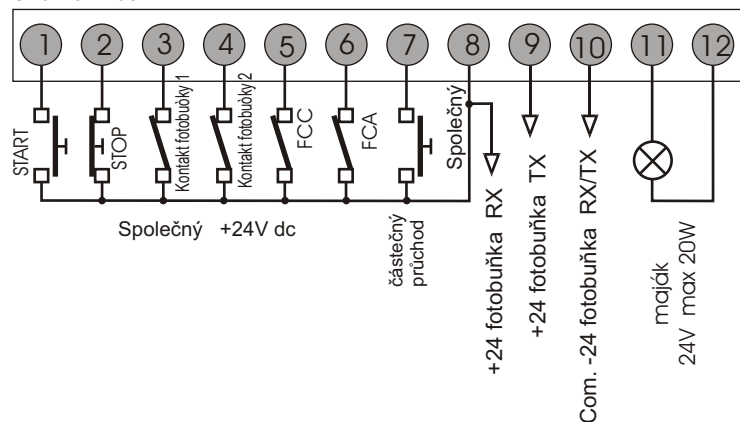 1 2 3 4 5 6 7 8 9 10 11 12
START
STOP
Kontakt fotobuòky 1
Kontakt fotobuòky 2
FCC
FCA
Společný
Společný +24V dc
částečný
průchod
+24 fotobuňka RX
+24 fotobuňka TX
Com. -24 fotobuňka RX/TX
maják
24V max 20W